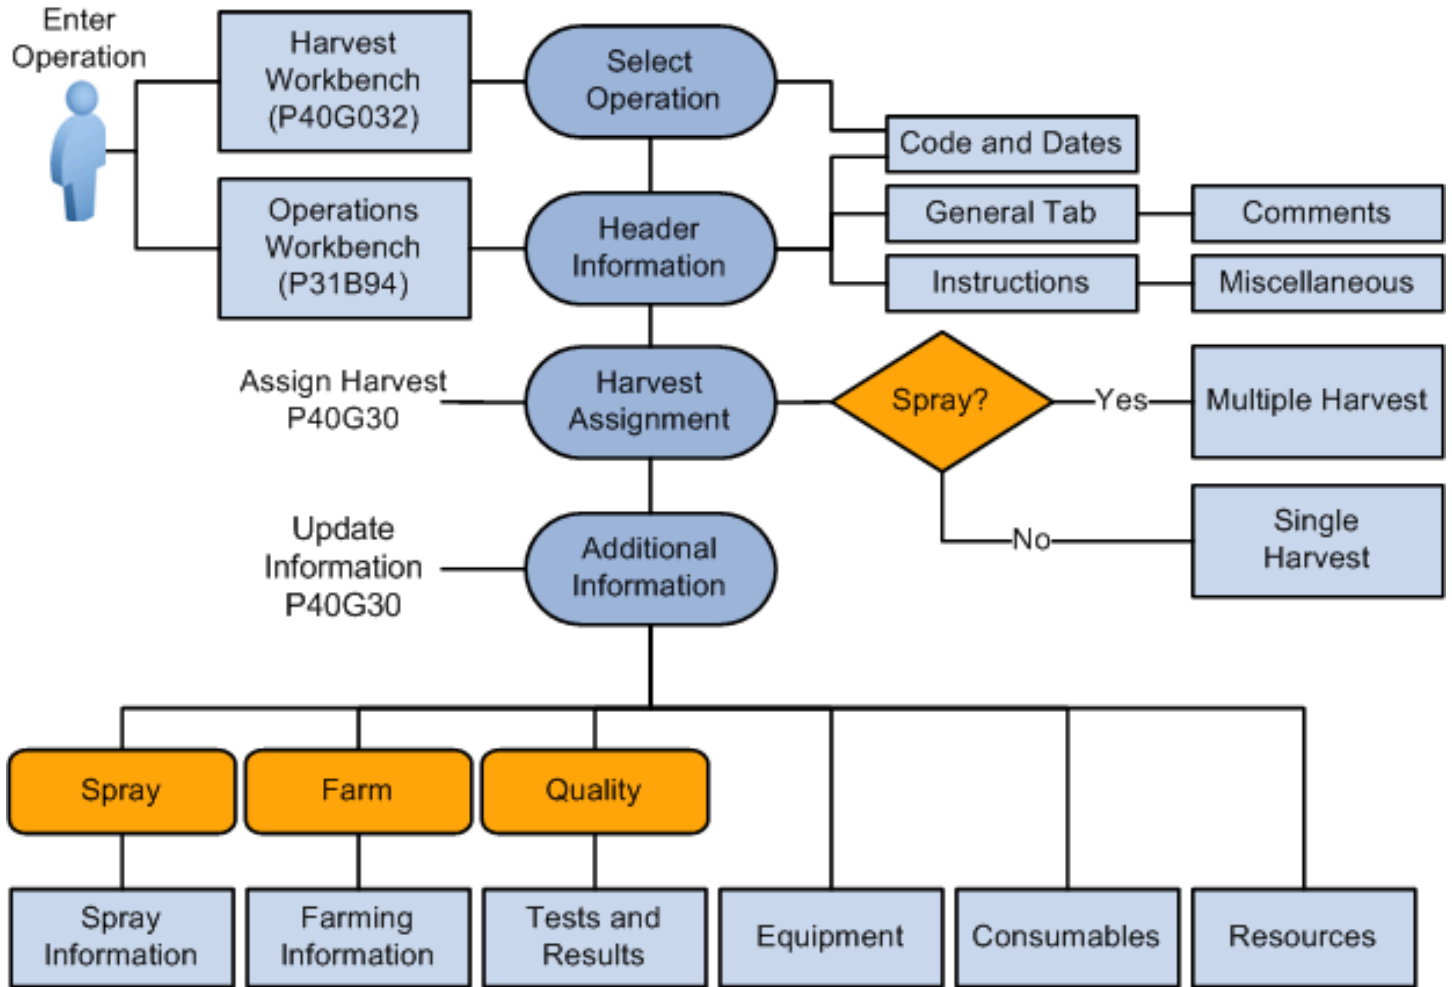 Enter
Operation
Harvest
Workbench
(P40G032)
Select
Operation
Code and Dates
Operations
Workbench
(P31B94)
Header
Information
General Tab
Comments
Instructions
Miscellaneous
Assign Harvest
P40G30
Harvest
Assignment
Spray?
Yes
Multiple Harvest
No
Single
Harvest
Update
Information
P40G30
Additional
Information
Spray
Farm
Quality
Spray
Information
Farming
Information
Tests and
Results
Equipment
Consumables
Resources